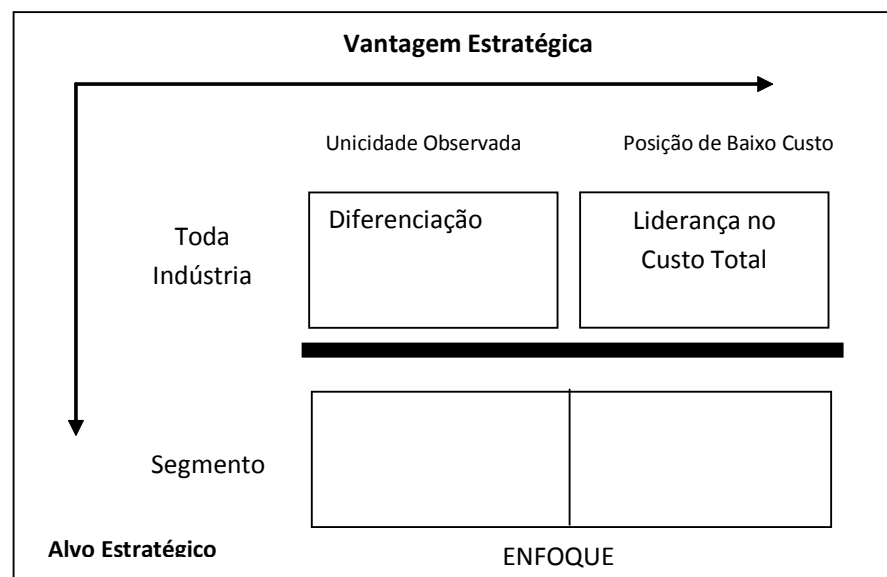 Vantagem Estratégica
Unicidade Observada
Posição de Baixo Custo
Toda
Indústria
Diferenciação
Liderança no
Custo Total
Segmento
Alvo Estratégico
ENFOQUE